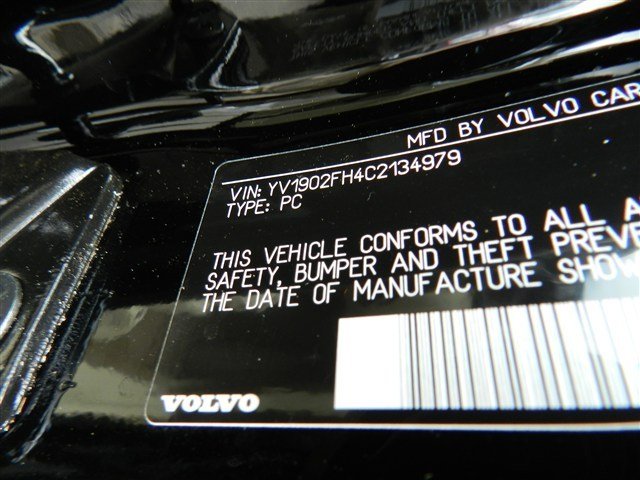 MFD BY VOLVO CAR
VIN: YV1902FH4C2134979
TYPE: PC
THIS VEHICLE CONFORMS TO ALL A
SAFETY, BUMPER AND THEFT PREVE
THE DATE OF MANUFACTURE SHOW
VOLVO